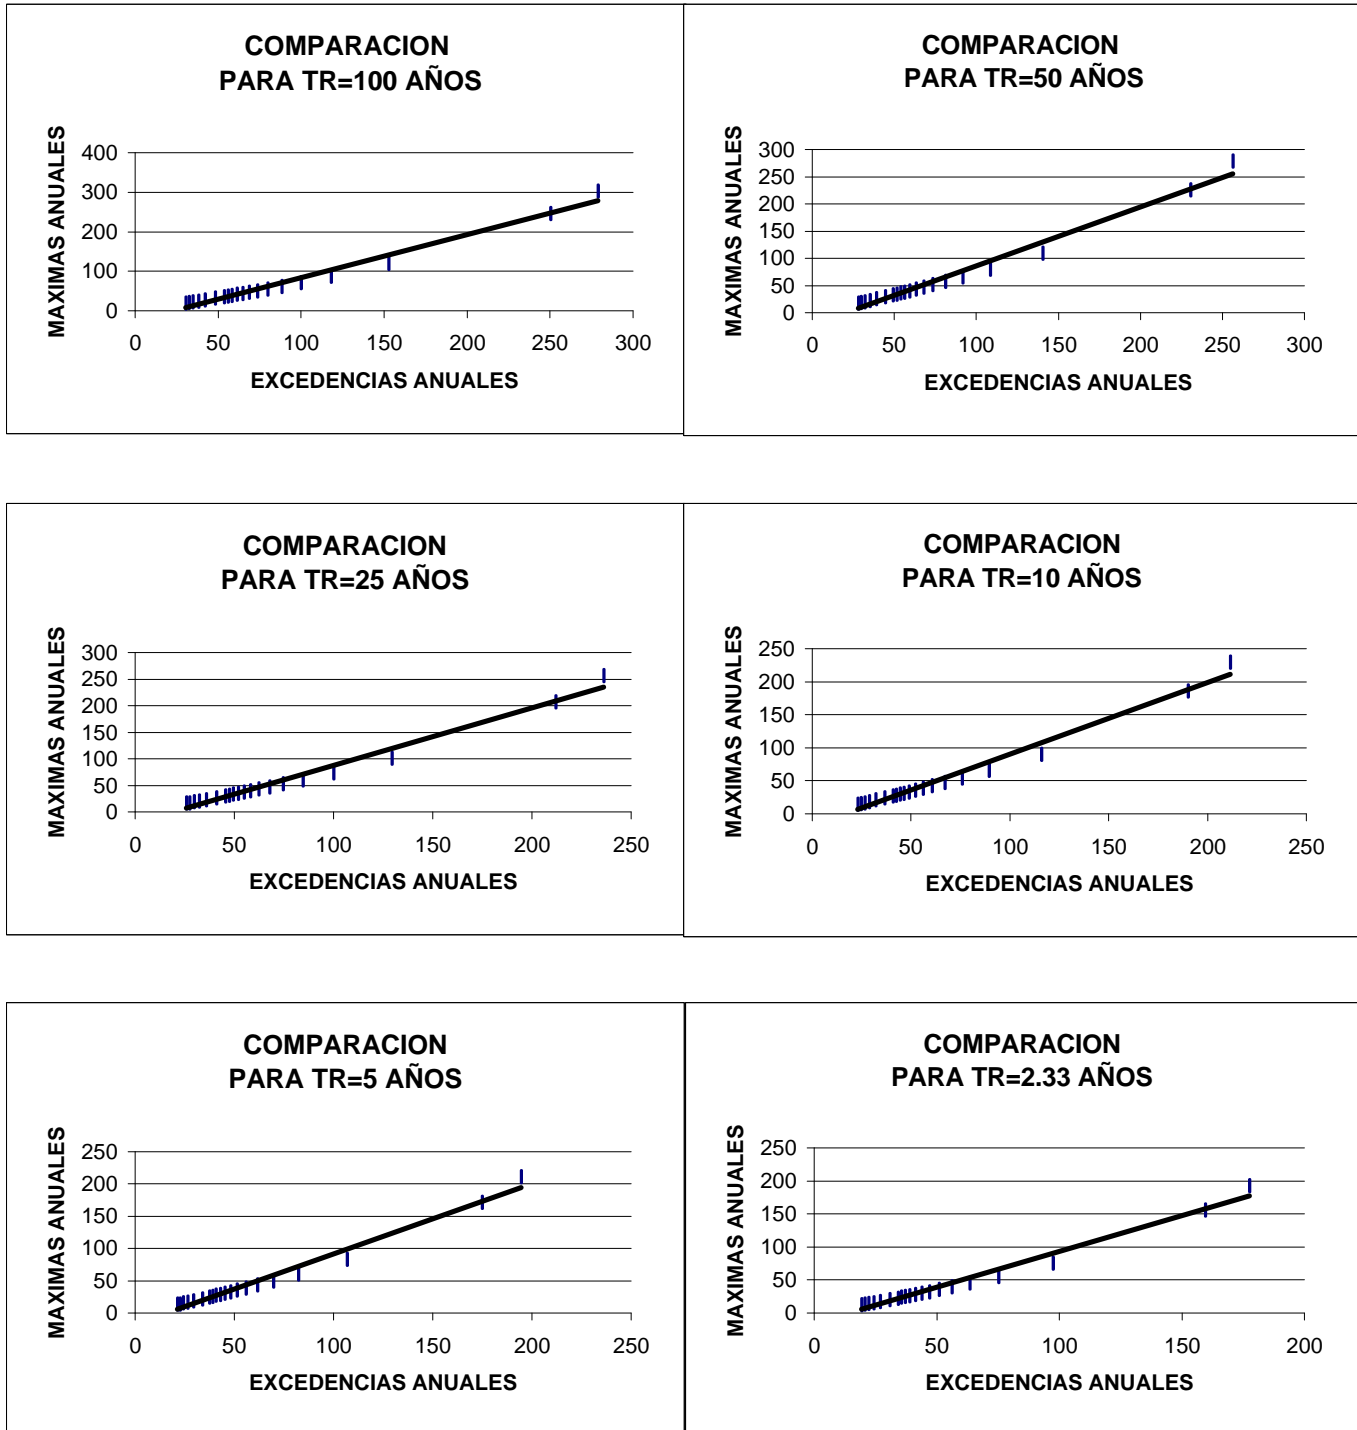 COMPARACION
PARA TR=100 AÑOS
MAXIMAS ANUALES
400
300
200
100
0
0 50 100 150 200 250 300
EXCEDENCIAS ANUALES
COMPARACION
PARA TR=50 AÑOS
MAXIMAS ANUALES
300
250
200
150
100
50
0
0 50 100 150 200 250 300
EXCEDENCIAS ANUALES
COMPARACION
PARA TR=25 AÑOS
MAXIMAS ANUALES
300
250
200
150
100
50
0
0 50 100 150 200 250
EXCEDENCIAS ANUALES
COMPARACION
PARA TR=10 AÑOS
MAXIMAS ANUALES
250
200
150
100
50
0
0 50 100 150 200 250
EXCEDENCIAS ANUALES
COMPARACION
PARA TR=5 AÑOS
MAXIMAS ANUALES
250
200
150
100
50
0
0 50 100 150 200 250
EXCEDENCIAS ANUALES
COMPARACION
PARA TR=2.33 AÑOS
MAXIMAS ANUALES
250
200
150
100
50
0
0 50 100 150 200
EXCEDENCIAS ANUALES